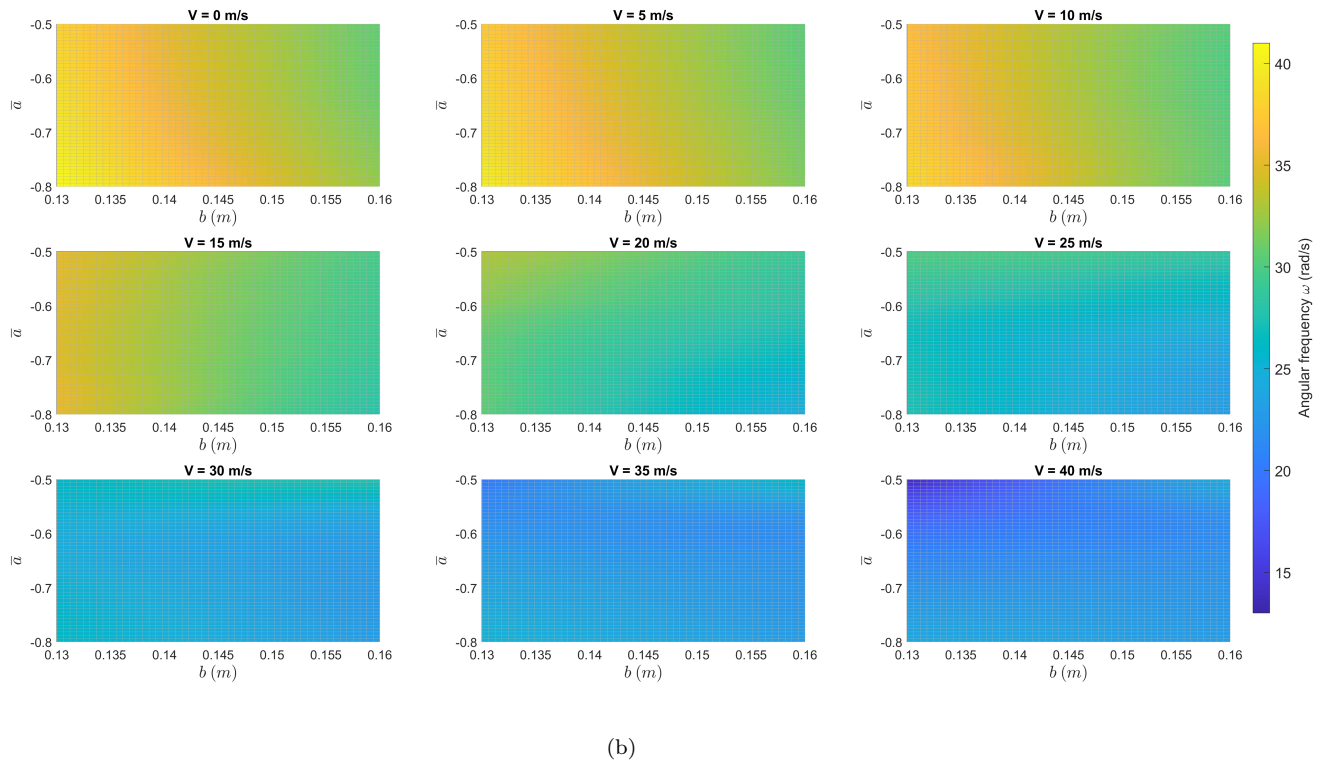 V = 0 m/s
-0.5
-0.6
-0.7
-0.8
a̅
0.13 0.135 0.14 0.145 0.15 0.155 0.16
b (m)
V = 5 m/s
-0.5
-0.6
-0.7
-0.8
a̅
0.13 0.135 0.14 0.145 0.15 0.155 0.16
b (m)
V = 10 m/s
-0.5
-0.6
-0.7
-0.8
a̅
0.13 0.135 0.14 0.145 0.15 0.155 0.16
b (m)
V = 15 m/s
-0.5
-0.6
-0.7
-0.8
a̅
0.13 0.135 0.14 0.145 0.15 0.155 0.16
b (m)
V = 20 m/s
-0.5
-0.6
-0.7
-0.8
a̅
0.13 0.135 0.14 0.145 0.15 0.155 0.16
b (m)
V = 25 m/s
-0.5
-0.6
-0.7
-0.8
a̅
0.13 0.135 0.14 0.145 0.15 0.155 0.16
b (m)
V = 30 m/s
-0.5
-0.6
-0.7
-0.8
a̅
0.13 0.135 0.14 0.145 0.15 0.155 0.16
b (m)
V = 35 m/s
-0.5
-0.6
-0.7
-0.8
a̅
0.13 0.135 0.14 0.145 0.15 0.155 0.16
b (m)
V = 40 m/s
-0.5
-0.6
-0.7
-0.8
a̅
0.13 0.135 0.14 0.145 0.15 0.155 0.16
b (m)
40
35
30
25
20
15
Angular frequency ω (rad/s)
(b)